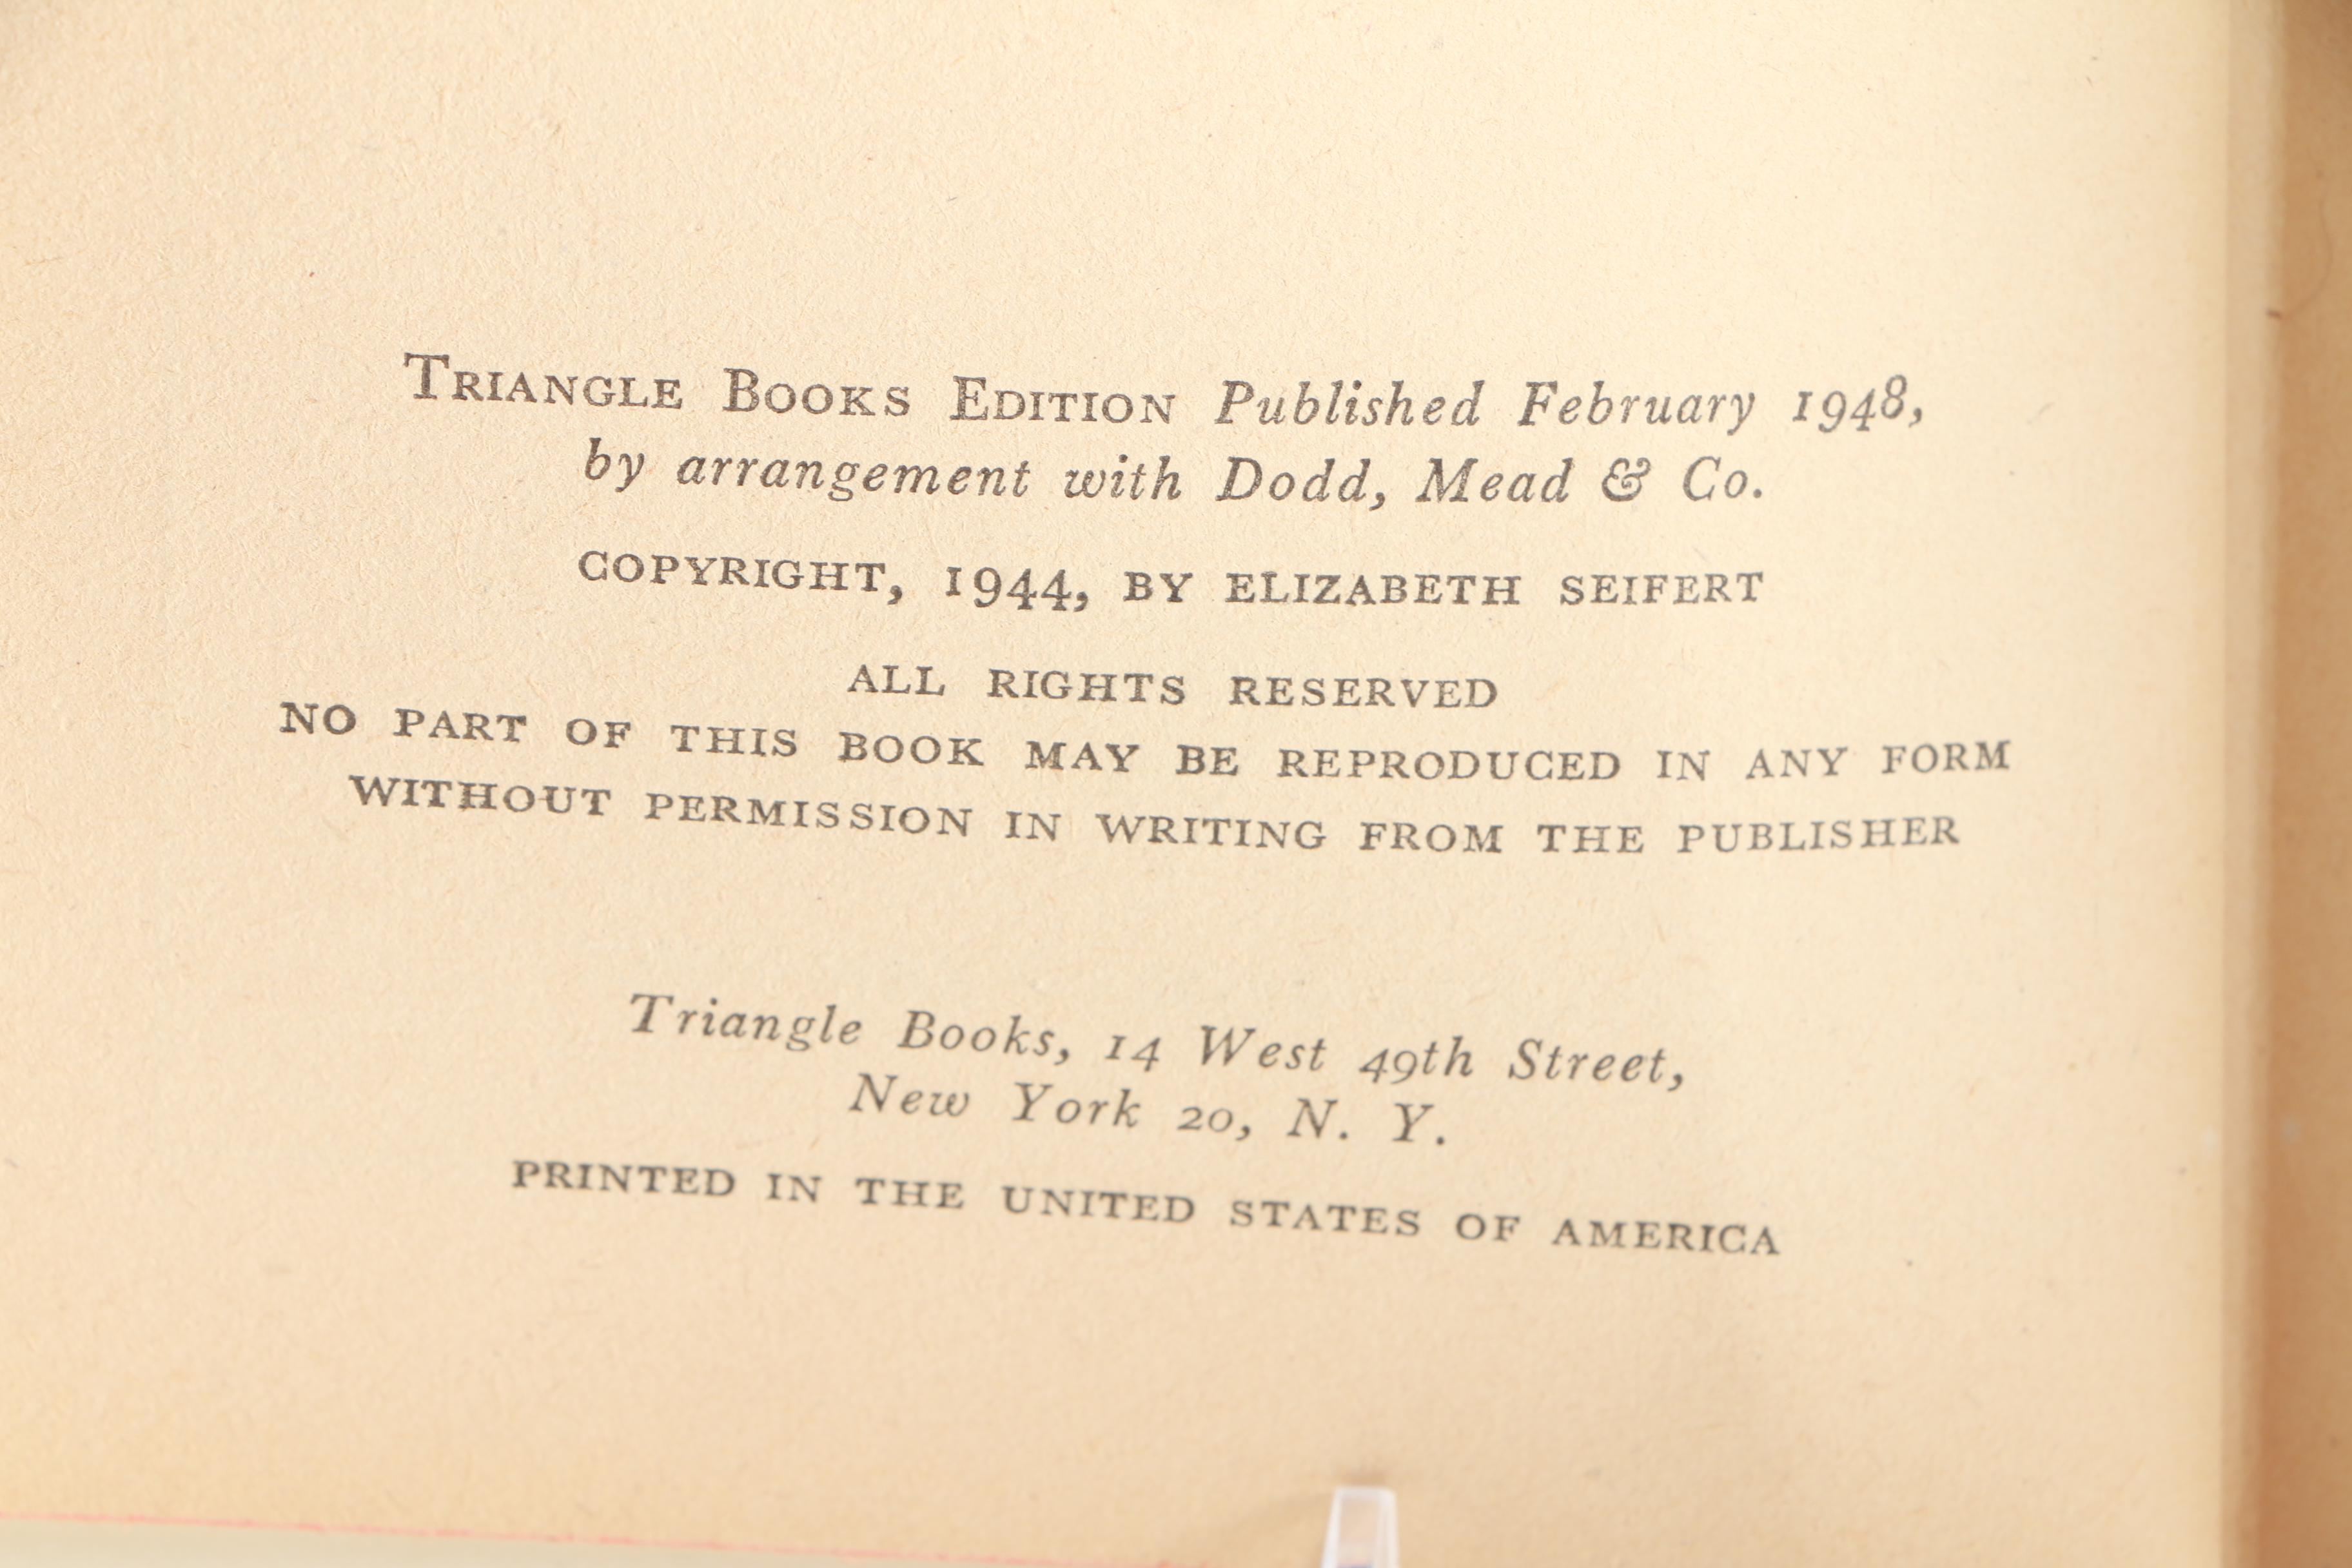 TRIANGLE BOOKS EDITION Published February 1948,
by arrangement with Dodd, Mead & Co.
COPYRIGHT, 1944, BY ELIZABETH SEIFERT
ALL RIGHTS RESERVED
NO PART OF THIS BOOK MAY BE REPRODUCED IN ANY FORM
WITHOUT PERMISSION IN WRITING FROM THE PUBLISHER
Triangle Books, 14 West 49th Street,
New York 20, N. Y.
PRINTED IN THE UNITED STATES OF AMERICA